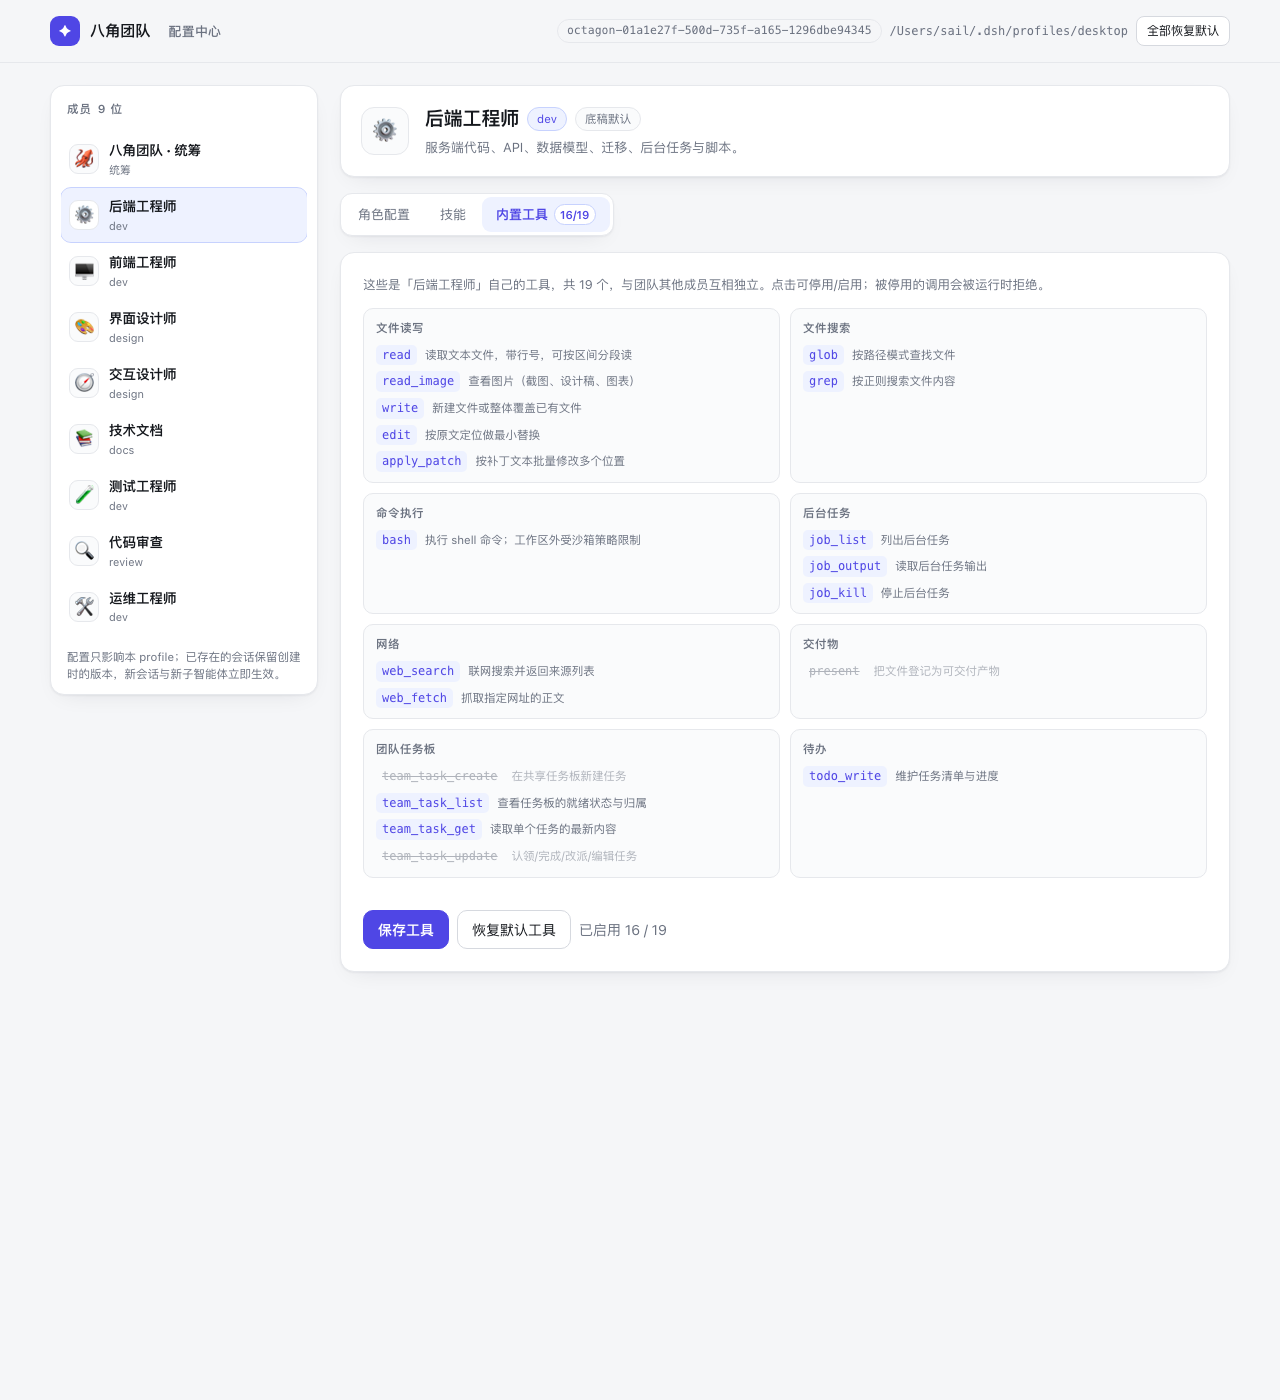 八角团队 配置中心
octagon-01a1e27f-500d-735f-a165-1296dbe94345 /Users/sail/.dsh/profiles/desktop 全部恢复默认
成员 9 位
八角团队 · 统筹
统筹
后端工程师
dev
前端工程师
dev
界面设计师
design
交互设计师
design
技术文档
docs
测试工程师
dev
代码审查
review
运维工程师
dev
配置只影响本 profile；已存在的会话保留创建
时的版本，新会话与新子智能体立即生效。
后端工程师 dev 底稿默认
服务端代码、API、数据模型、迁移、后台任务与脚本。
角色配置 技能 内置工具 16/19
这些是「后端工程师」自己的工具，共 19 个，与团队其他成员互相独立。点击可停用/启用；被停用的调用会被运行时拒绝。
文件读写
read 读取文本文件，带行号，可按区间分段读
read_image 查看图片（截图、设计稿、图表）
write 新建文件或整体覆盖已有文件
edit 按原文定位做最小替换
apply_patch 按补丁文本批量修改多个位置
文件搜索
glob 按路径模式查找文件
grep 按正则搜索文件内容
命令执行
bash 执行 shell 命令；工作区外受沙箱策略限制
后台任务
job_list 列出后台任务
job_output 读取后台任务输出
job_kill 停止后台任务
网络
web_search 联网搜索并返回来源列表
web_fetch 抓取指定网址的正文
交付物
present 把文件登记为可交付产物
团队任务板
team_task_create 在共享任务板新建任务
team_task_list 查看任务板的就绪状态与归属
team_task_get 读取单个任务的最新内容
team_task_update 认领/完成/改派/编辑任务
待办
todo_write 维护任务清单与进度
保存工具 恢复默认工具 已启用 16 / 19